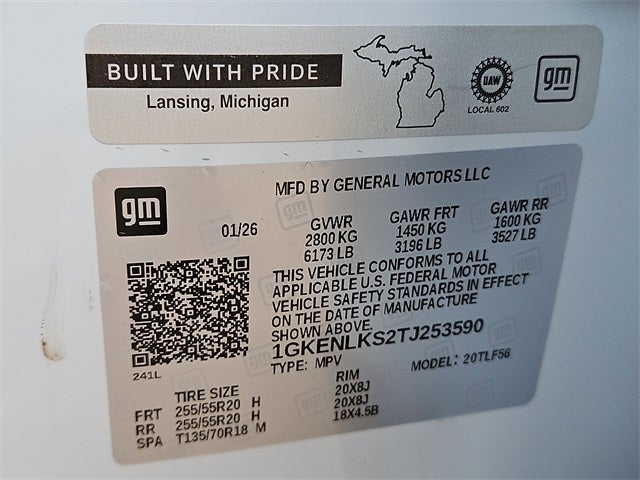 BUILT WITH PRIDE
Lansing, Michigan
UAW
LOCAL 602
gm
gm
MFD BY GENERAL MOTORS LLC
01/26
GVWR GAWR FRT GAWR RR
2800 KG 1450 KG 1600 KG
6173 LB 3196 LB 3527 LB
THIS VEHICLE CONFORMS TO ALL
APPLICABLE U.S. FEDERAL MOTOR
VEHICLE SAFETY STANDARDS IN EFFECT
ON THE DATE OF MANUFACTURE
SHOWN ABOVE.
1GKENLKS2TJ253590
TYPE: MPV MODEL: 20TLF56
241L
TIRE SIZE RIM
FRT 255/55R20 H 20X8J
RR 255/55R20 H 20X8J
SPA T135/70R18 M 18X4.5B